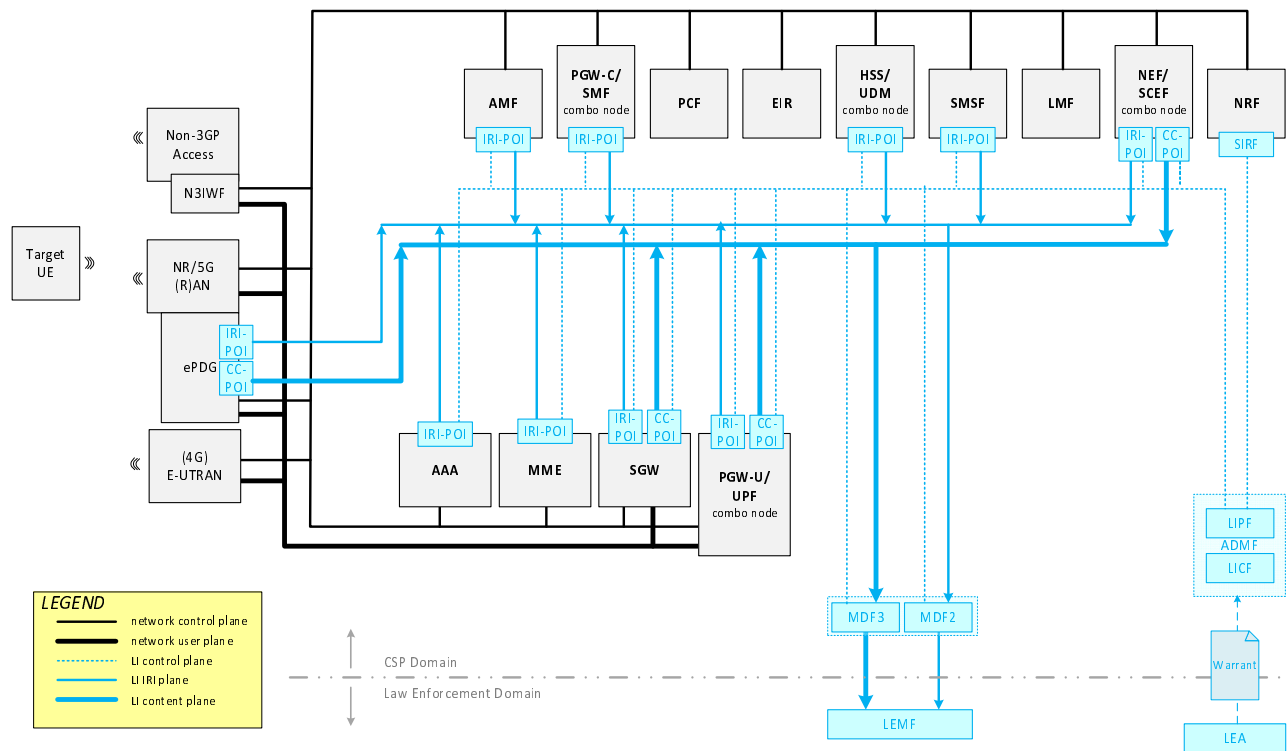 AMF
IRI-POI
PGW-C/
SMF
combo node
IRI-POI
PCF
EIR
HSS/
UDM
combo node
IRI-POI
SMSF
IRI-POI
LMF
NEF/
SCEF
combo node
IRI-
POI
CC-
POI
NRF
SIRF
Non-3GP
Access
N3IWF
Target
UE
NR/5G
(R)AN
ePDG
IRI-
POI
CC-
POI
(4G)
E-UTRAN
IRI-POI
AAA
IRI-POI
MME
IRI-
POI
CC-
POI
SGW
IRI-
POI
CC-
POI
PGW-U/
UPF
combo node
LIPF
ADMF
LICF
MDF3
MDF2
Warrant
LEMF
LEA
CSP Domain
Law Enforcement Domain
LEGEND
network control plane
network user plane
LI control plane
LI IRI plane
LI content plane